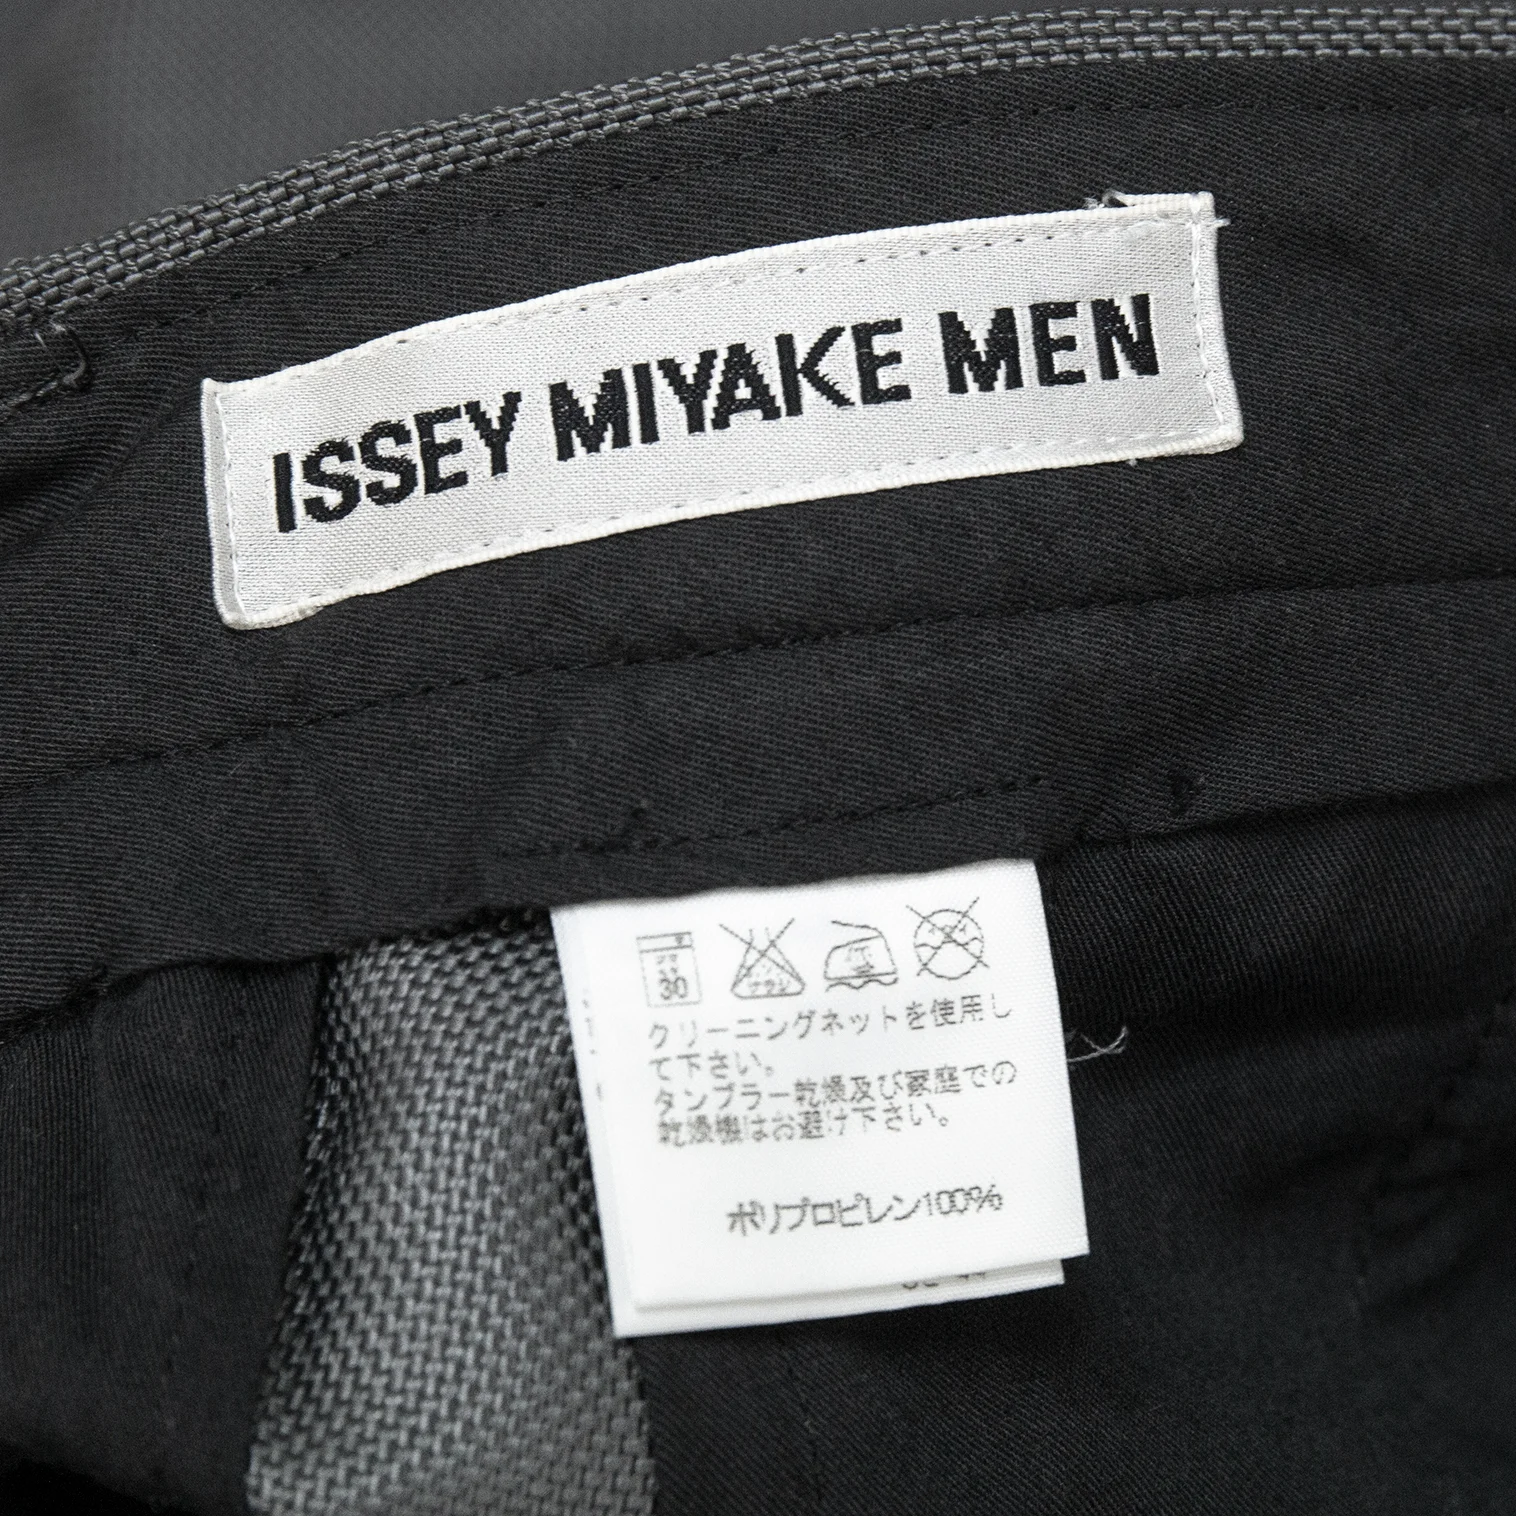 ISSEY MIYAKE MEN
30
クリーニングネットを使用し
て下さい。
タンブラー乾燥及び家庭での
乾燥機はお避け下さい。
ポリプロピレン100%